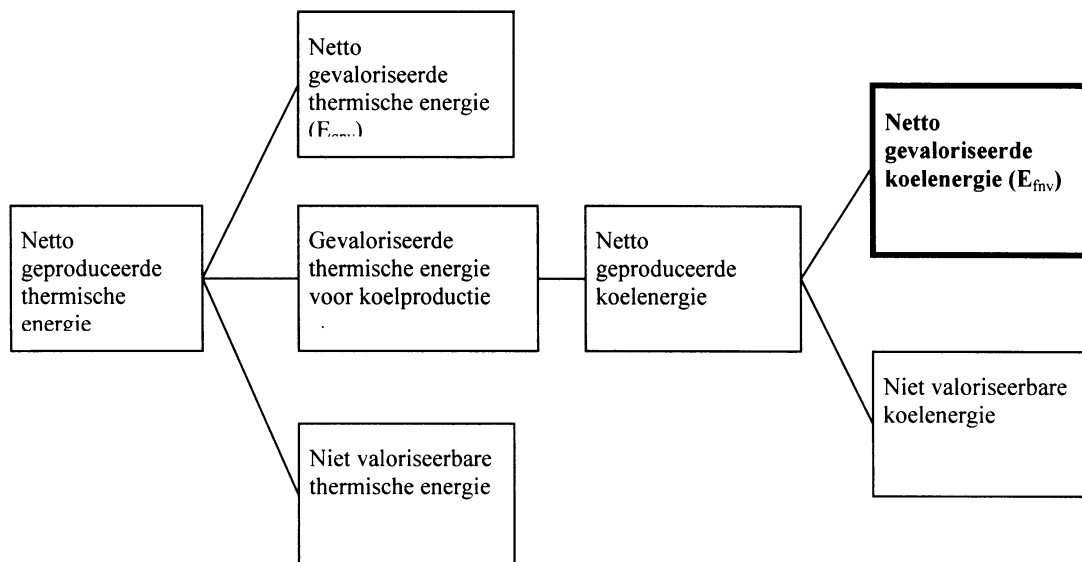 Netto
gevaloriseerde
thermische energie
Netto
geproduceerde
thermische
energie
Gevaloriseerde
thermische energie
voor koelproductie
Niet valoriseerbare
thermische energie
Netto
geproduceerde
koelenergie
Netto
gevaloriseerde
koelenergie (Efnv)
Niet valoriseerbare
koelenergie